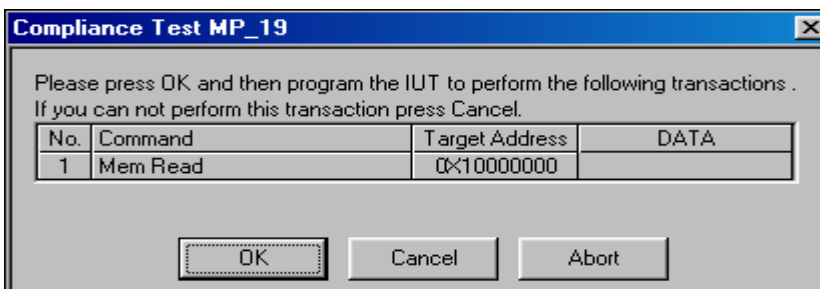 Compliance Test MP_19
Please press OK and then program the IUT to perform the following transactions .
If you can not perform this transaction press Cancel.
No. Command Target Address DATA
1 Mem Read 0X10000000
OK Cancel Abort